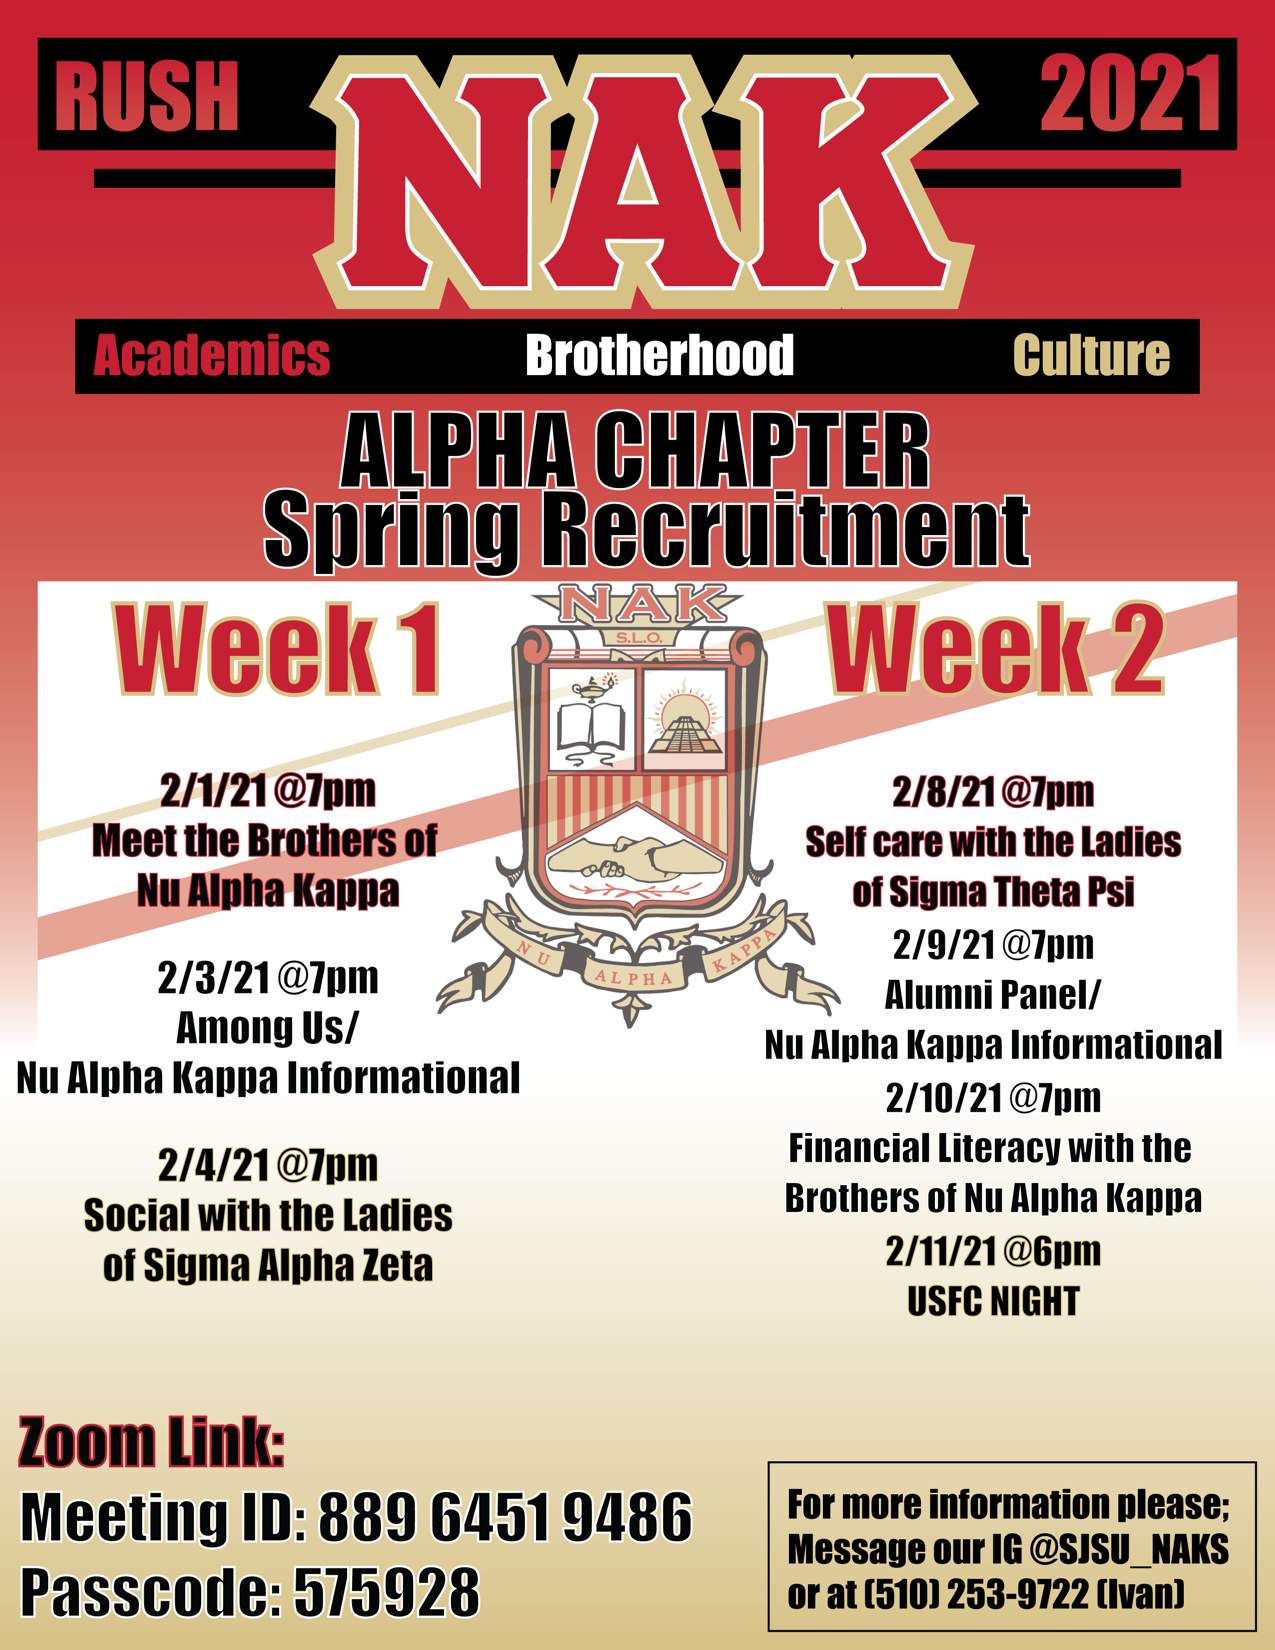 RUSH NAK 2021
Academics Brotherhood Culture
ALPHA CHAPTER
Spring Recruitment
NAK
S.L.O.
NU ALPHA KAPPA
Week 1
2/1/21 @7pm
Meet the Brothers of
Nu Alpha Kappa
2/3/21 @7pm
Among Us/
Nu Alpha Kappa Informational
2/4/21 @7pm
Social with the Ladies
of Sigma Alpha Zeta
Week 2
2/8/21 @7pm
Self care with the Ladies
of Sigma Theta Psi
2/9/21 @7pm
Alumni Panel/
Nu Alpha Kappa Informational
2/10/21 @7pm
Financial Literacy with the
Brothers of Nu Alpha Kappa
2/11/21 @6pm
USFC NIGHT
Zoom Link:
Meeting ID: 889 6451 9486
Passcode: 575928
For more information please;
Message our IG @SJSU_NAKS
or at (510) 253-9722 (Ivan)